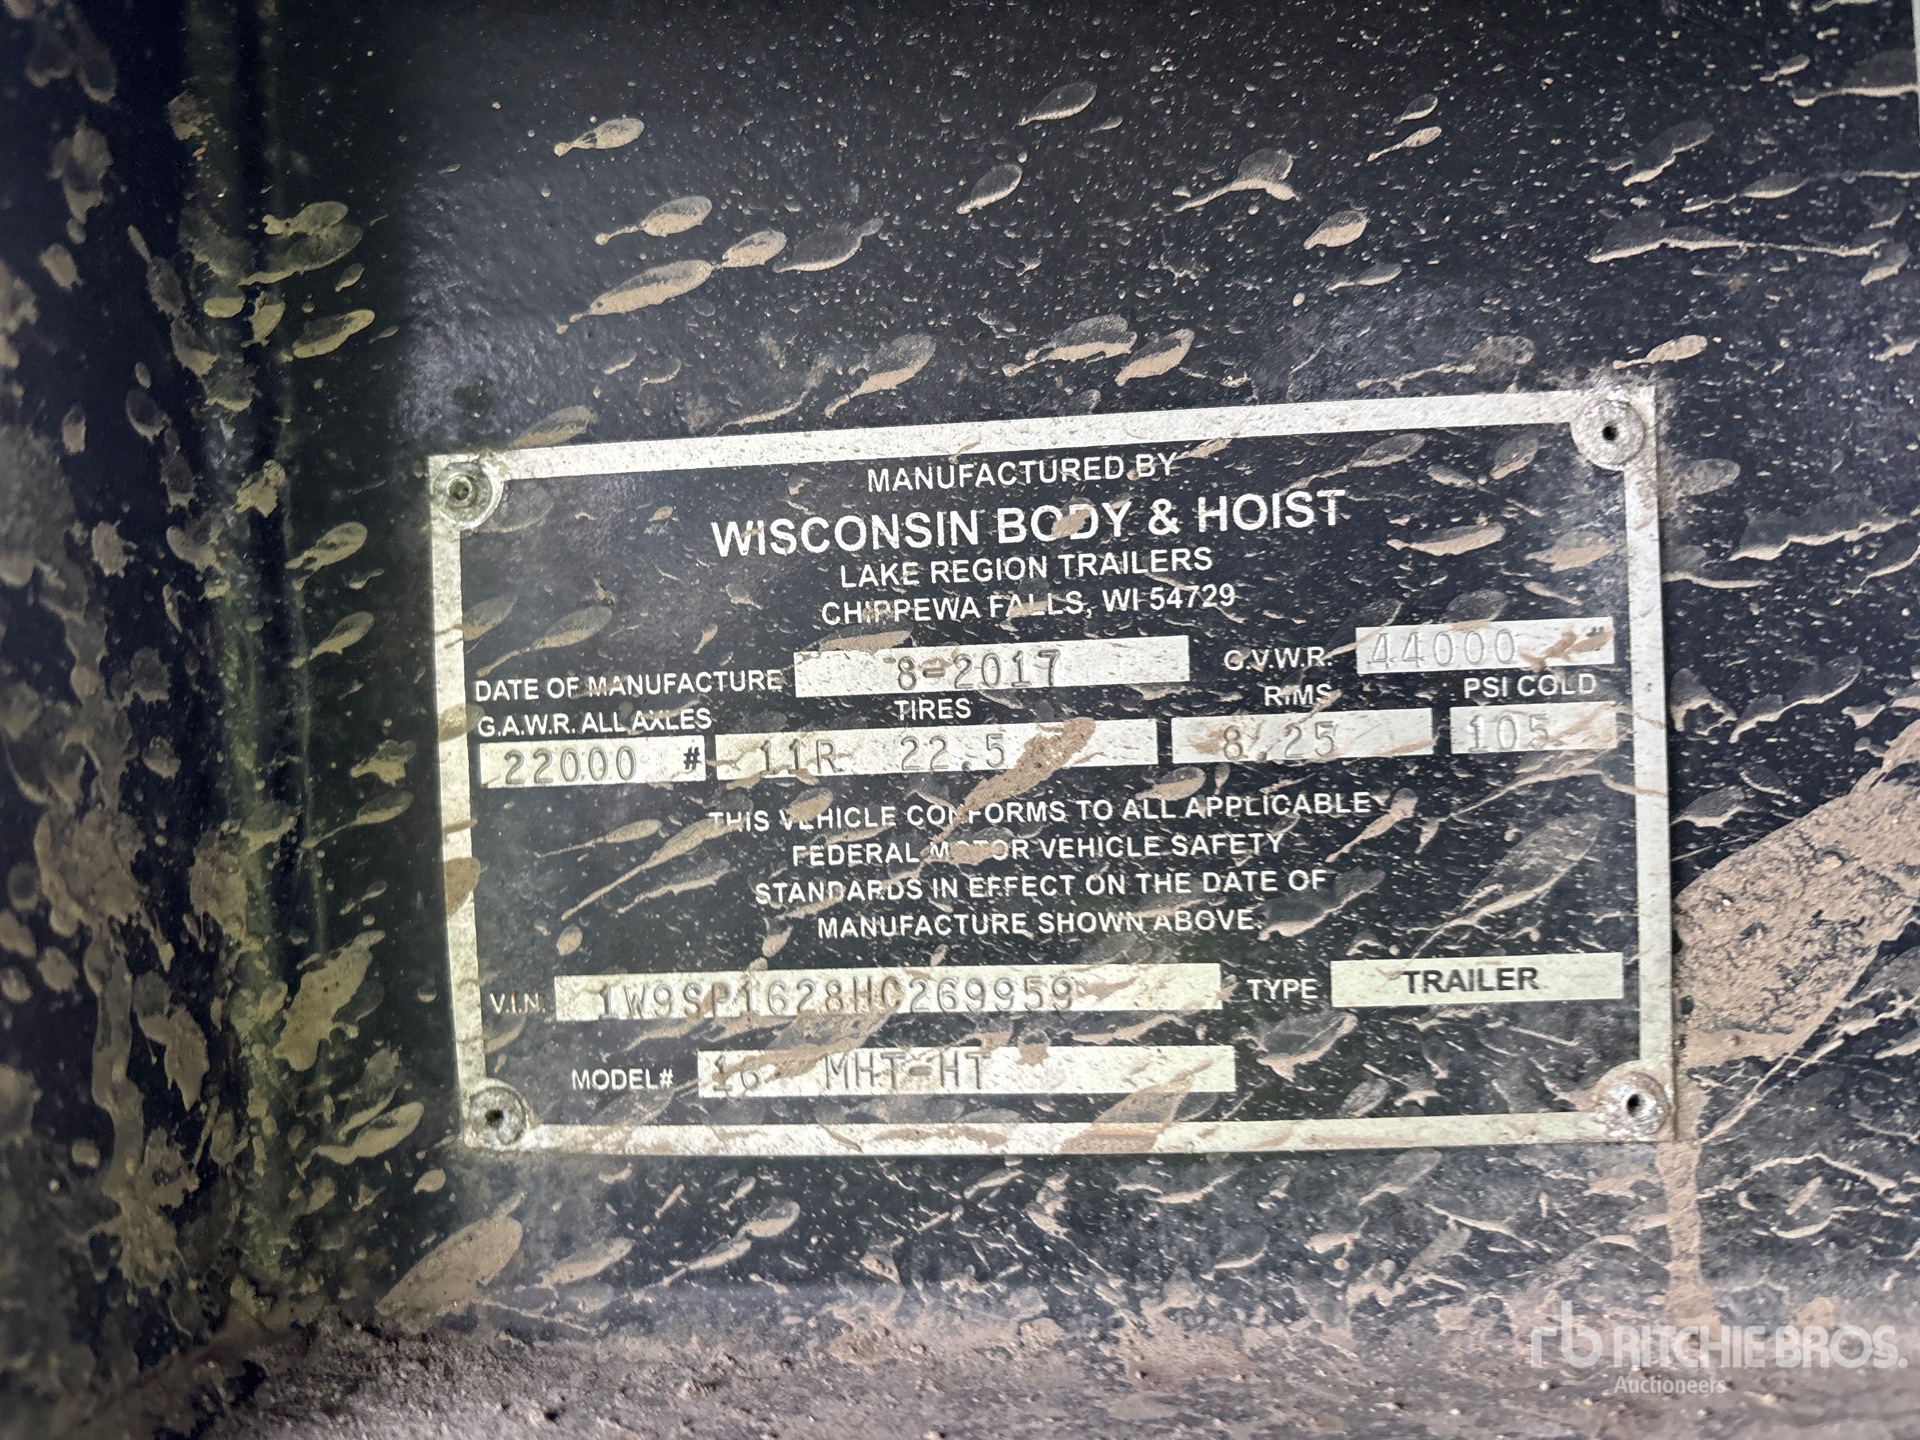 MANUFACTURED BY
WISCONSIN BODY & HOIST
LAKE REGION TRAILERS
CHIPPEWA FALLS, WI 54729
DATE OF MANUFACTURE 8-2017 G.V.W.R. 44000 #
G.A.W.R. ALL AXLES TIRES RIMS PSI COLD
22000 # 11R 22.5 8.25 105
THIS VEHICLE CONFORMS TO ALL APPLICABLE
FEDERAL MOTOR VEHICLE SAFETY
STANDARDS IN EFFECT ON THE DATE OF
MANUFACTURE SHOWN ABOVE.
V.I.N. 1W9SP1628HC269959 TYPE TRAILER
MODEL# 16 MHT-HT
rb RITCHIE BROS.
Auctioneers